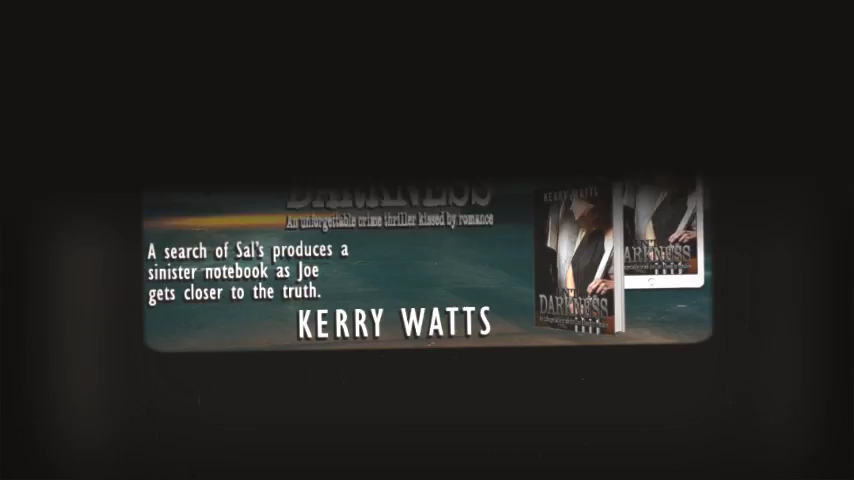 DARKNESS
An unforgettable crime thriller kissed by romance
A search of Sal's produces a
sinister notebook as Joe
gets closer to the truth.
KERRY WATTS
KERRY WATTS
DARKNESS
DARKNESS